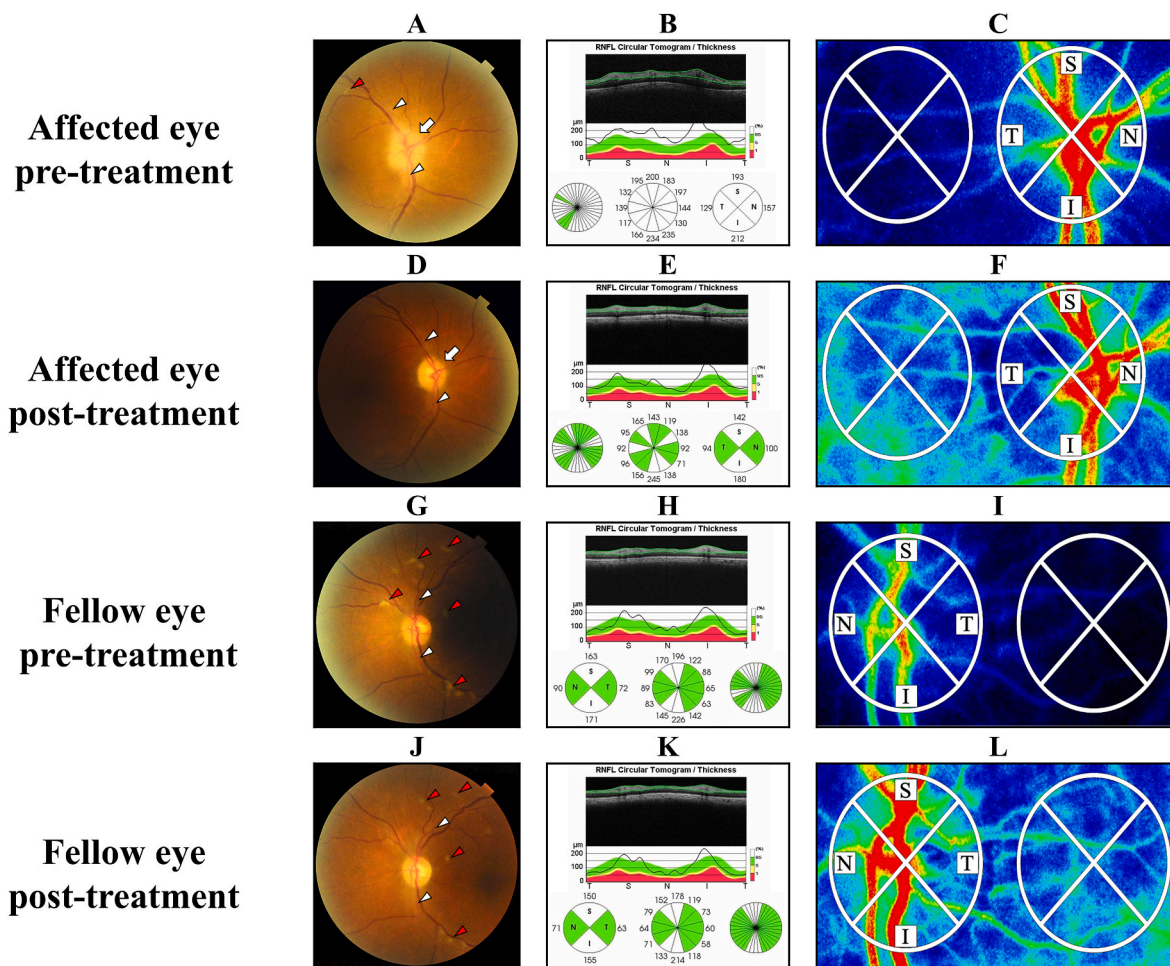 A B C
Affected eye
pre-treatment
RNFL Circular Tomogram / Thickness
µm
200
100
0
(%)
95
5
1
T S N I T
200
195 183
132 197
139 144
117 130
166 235
234
193
S
129 T N 157
I
212
S
T N
I
D E F
Affected eye
post-treatment
RNFL Circular Tomogram / Thickness
µm
200
100
0
(%)
95
5
1
T S N I T
143
165 119
95 138
92 92
96 71
156 138
245
142
S
94 T N 100
I
180
S
T N
I
G H I
Fellow eye
pre-treatment
RNFL Circular Tomogram / Thickness
µm
200
100
0
(%)
95
5
1
T S N I T
163
S
90 N T 72
I
171
196
170 122
99 88
89 65
83 63
145 142
226
S
N T
I
J K L
Fellow eye
post-treatment
RNFL Circular Tomogram / Thickness
µm
200
100
0
(%)
95
5
1
T S N I T
150
S
71 N T 63
I
155
178
152 119
79 73
64 60
71 58
133 118
214
S
N T
I